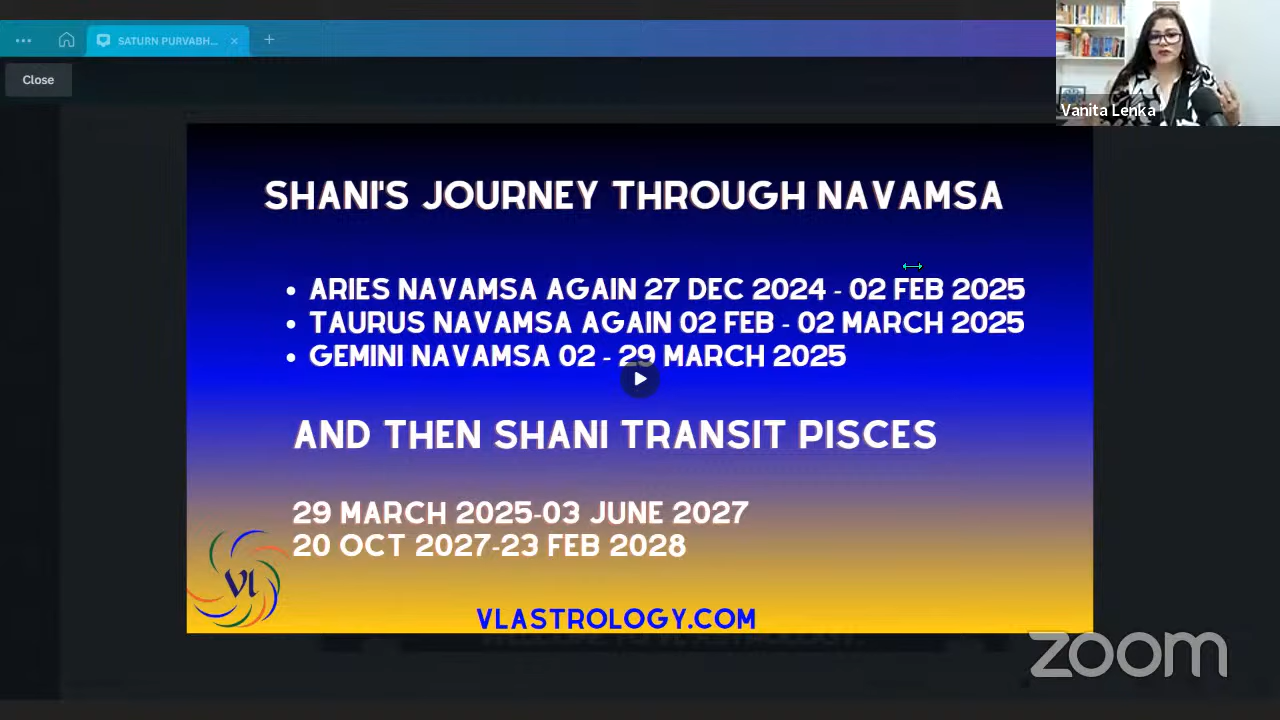 SATURN PURVABH...
Close
Vanita Lenka
SHANI'S JOURNEY THROUGH NAVAMSA
• ARIES NAVAMSA AGAIN 27 DEC 2024 - 02 FEB 2025
• TAURUS NAVAMSA AGAIN 02 FEB - 02 MARCH 2025
• GEMINI NAVAMSA 02 - 29 MARCH 2025
AND THEN SHANI TRANSIT PISCES
29 MARCH 2025-03 JUNE 2027
20 OCT 2027-23 FEB 2028
Vl
VLASTROLOGY.COM
zoom